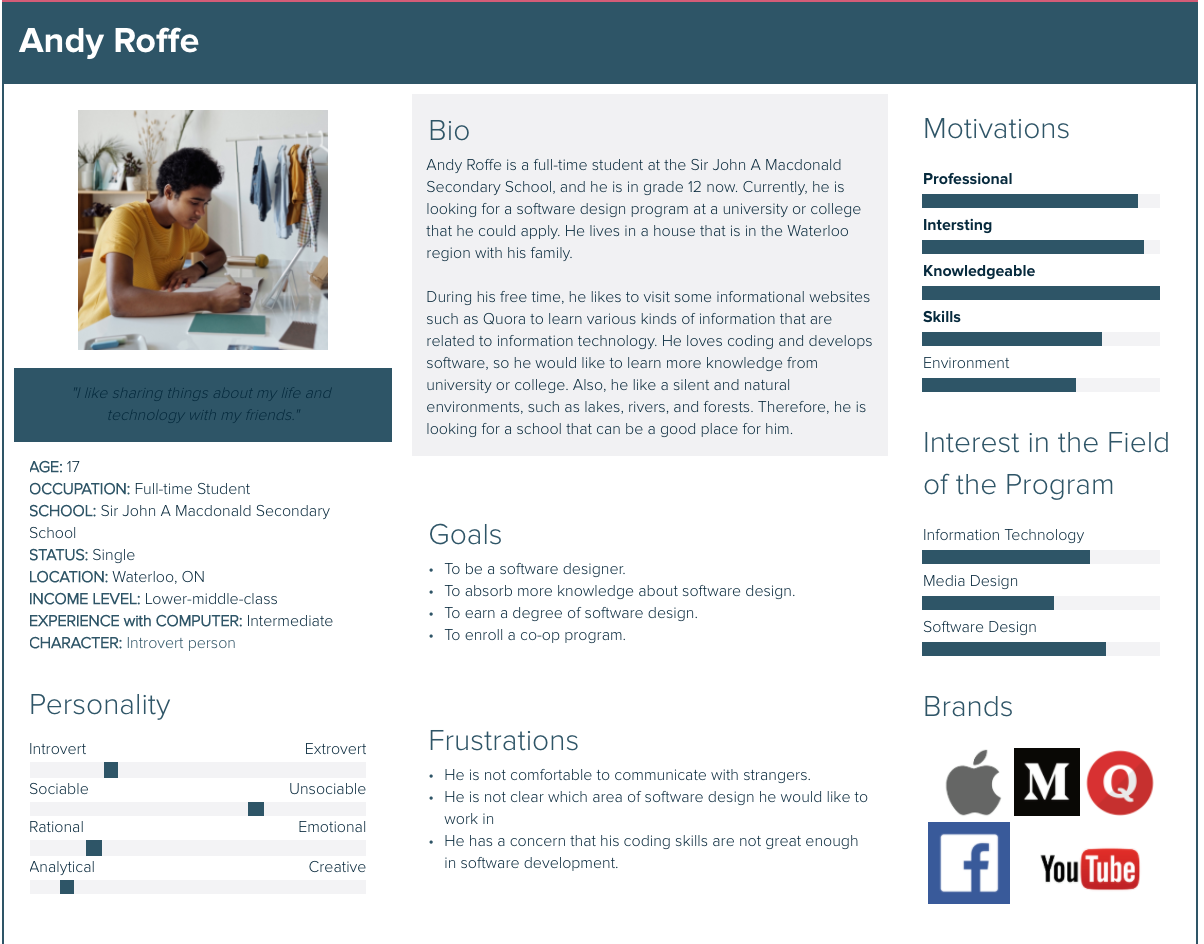 Andy Roffe
"I like sharing things about my life and
technology with my friends."
AGE: 17
OCCUPATION: Full-time Student
SCHOOL: Sir John A Macdonald Secondary
School
STATUS: Single
LOCATION: Waterloo, ON
INCOME LEVEL: Lower-middle-class
EXPERIENCE with COMPUTER: Intermediate
CHARACTER: Introvert person
Personality
Introvert Extrovert
Sociable Unsociable
Rational Emotional
Analytical Creative
Bio
Andy Roffe is a full-time student at the Sir John A Macdonald
Secondary School, and he is in grade 12 now. Currently, he is
looking for a software design program at a university or college
that he could apply. He lives in a house that is in the Waterloo
region with his family.
During his free time, he likes to visit some informational websites
such as Quora to learn various kinds of information that are
related to information technology. He loves coding and develops
software, so he would like to learn more knowledge from
university or college. Also, he like a silent and natural
environments, such as lakes, rivers, and forests. Therefore, he is
looking for a school that can be a good place for him.
Goals
• To be a software designer.
• To absorb more knowledge about software design.
• To earn a degree of software design.
• To enroll a co-op program.
Frustrations
• He is not comfortable to communicate with strangers.
• He is not clear which area of software design he would like to
work in
• He has a concern that his coding skills are not great enough
in software development.
Motivations
Professional
Intersting
Knowledgeable
Skills
Environment
Interest in the Field
of the Program
Information Technology
Media Design
Software Design
Brands
M Q
f YouTube